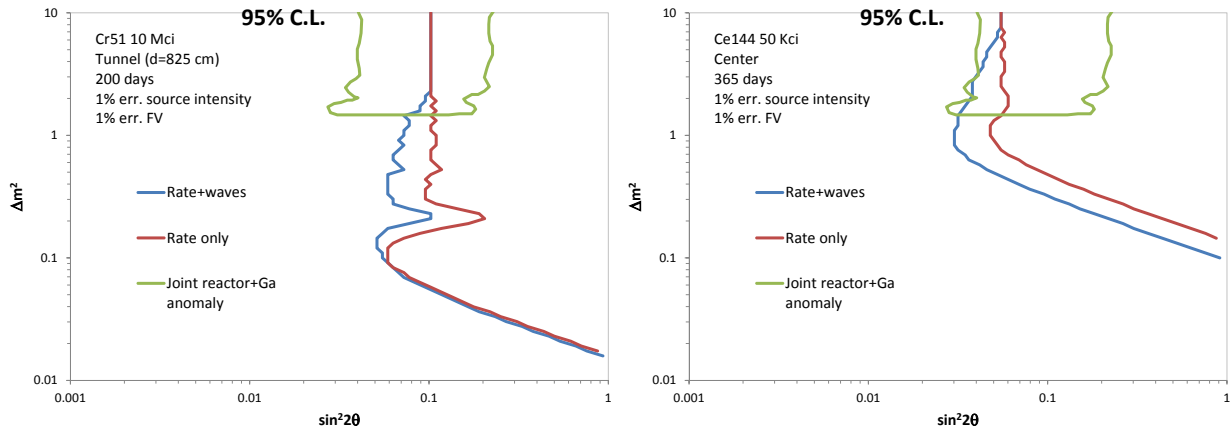 95% C.L.
Cr51 10 Mci
Tunnel (d=825 cm)
200 days
1% err. source intensity
1% err. FV
Rate+waves
Rate only
Joint reactor+Ga
anomaly
10
1
0.1
0.01
Δm²
0.001
0.01
0.1
1
sin²2θ
95% C.L.
Ce144 50 Kci
Center
365 days
1% err. source intensity
1% err. FV
Rate+waves
Rate only
Joint reactor+Ga
anomaly
10
1
0.1
0.01
Δm²
0.001
0.01
0.1
1
sin²2θ